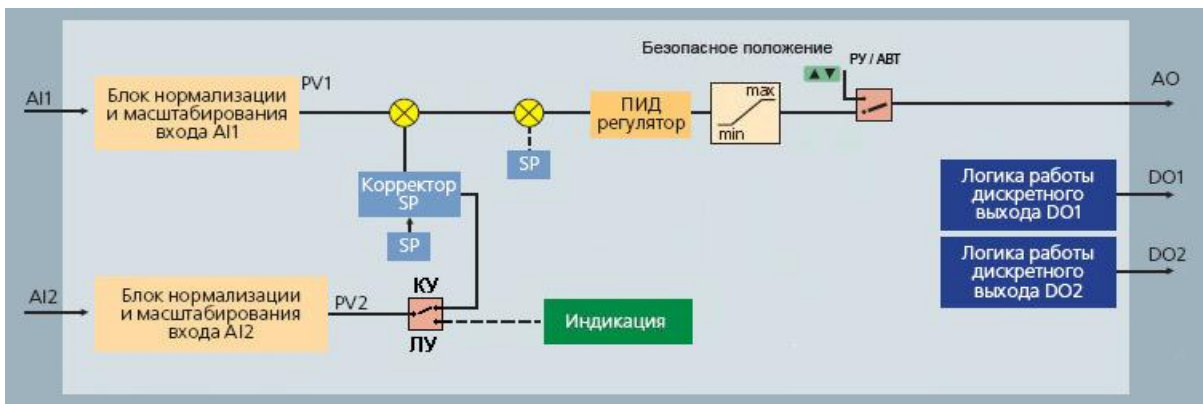 Безопасное положение
РУ / АВТ
AI1
Блок нормализации
и масштабирования
входа AI1
PV1
ПИД
регулятор
max
min
AO
SP
Корректор
SP
SP
Логика работы
дискретного
выхода DO1
DO1
Логика работы
дискретного
выхода DO2
DO2
AI2
Блок нормализации
и масштабирования
входа AI2
PV2
КУ
ЛУ
Индикация